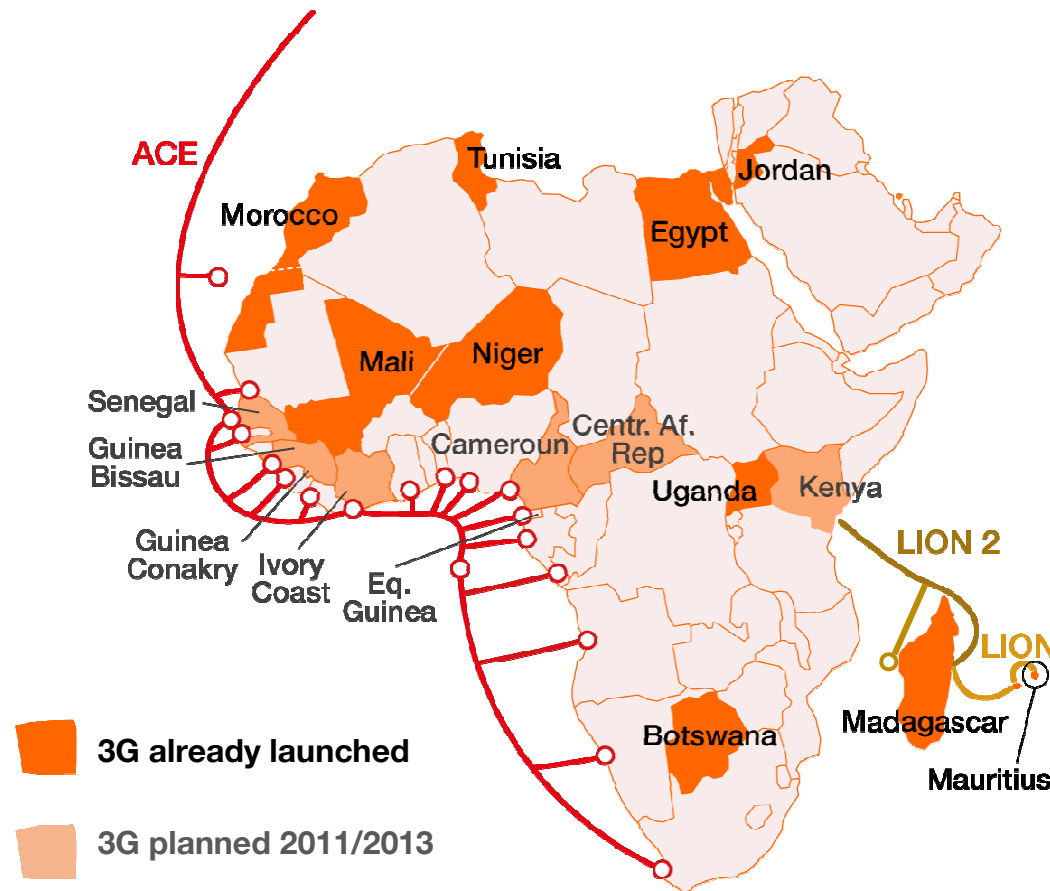 ACE
Tunisia
Jordan
Morocco
Egypt
Mali
Niger
Senegal
Guinea
Bissau
Cameroun
Centr. Af.
Rep
Uganda
Kenya
Guinea
Conakry
Ivory
Coast
Eq.
Guinea
LION 2
LION
Madagascar
Botswana
Mauritius
3G already launched
3G planned 2011/2013